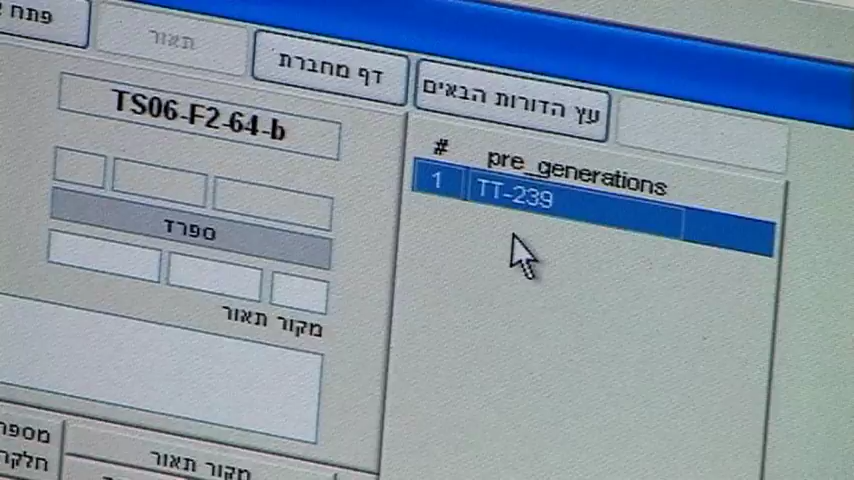 פתח
תאור
דף מחברת
עץ הדורות הבאים
TS06-F2-64-b
# pre_generations
1 TT-239
ספרד
מקור תאור
מספר
חלקה
מקור תאור